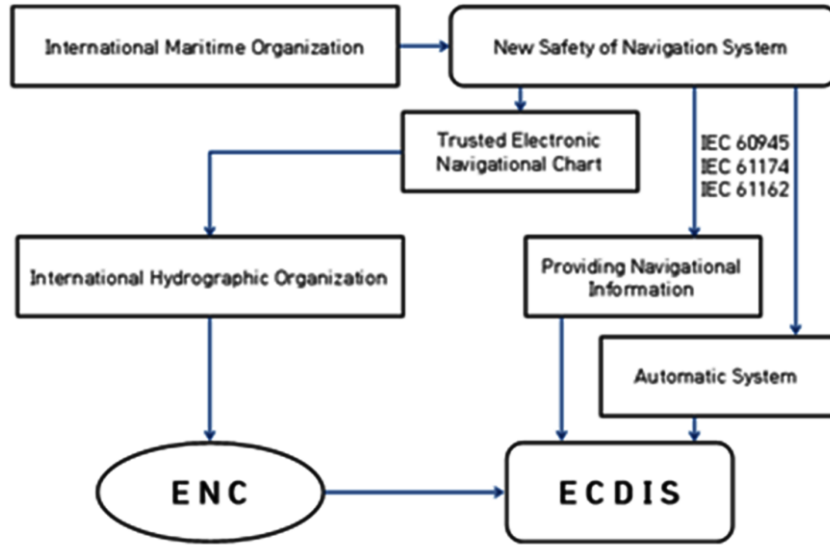 International Maritime Organization
New Safety of Navigation System
Trusted Electronic
Navigational Chart
IEC 60945
IEC 61174
IEC 61162
International Hydrographic Organization
Providing Navigational
Information
Automatic System
ENC
ECDIS